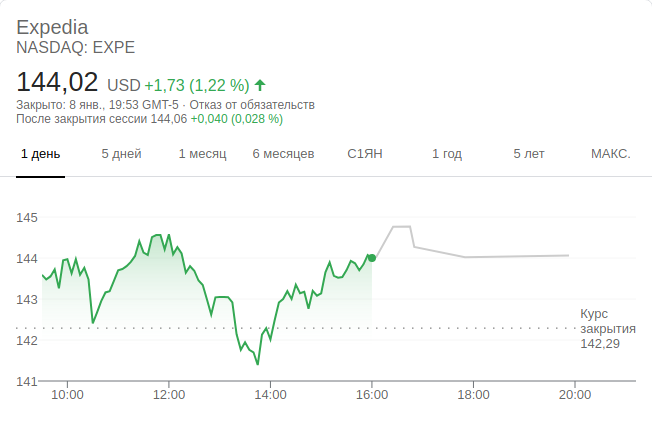 Expedia
NASDAQ: EXPE
144,02 USD +1,73 (1,22 %)
Закрыто: 8 янв., 19:53 GMT-5 · Отказ от обязательств
После закрытия сессии 144,06 +0,040 (0,028 %)
1 день 5 дней 1 месяц 6 месяцев С1ЯН 1 год 5 лет МАКС.
145
144
143
Курс
закрытия
142,29
142
141
10:00 12:00 14:00 16:00 18:00 20:00